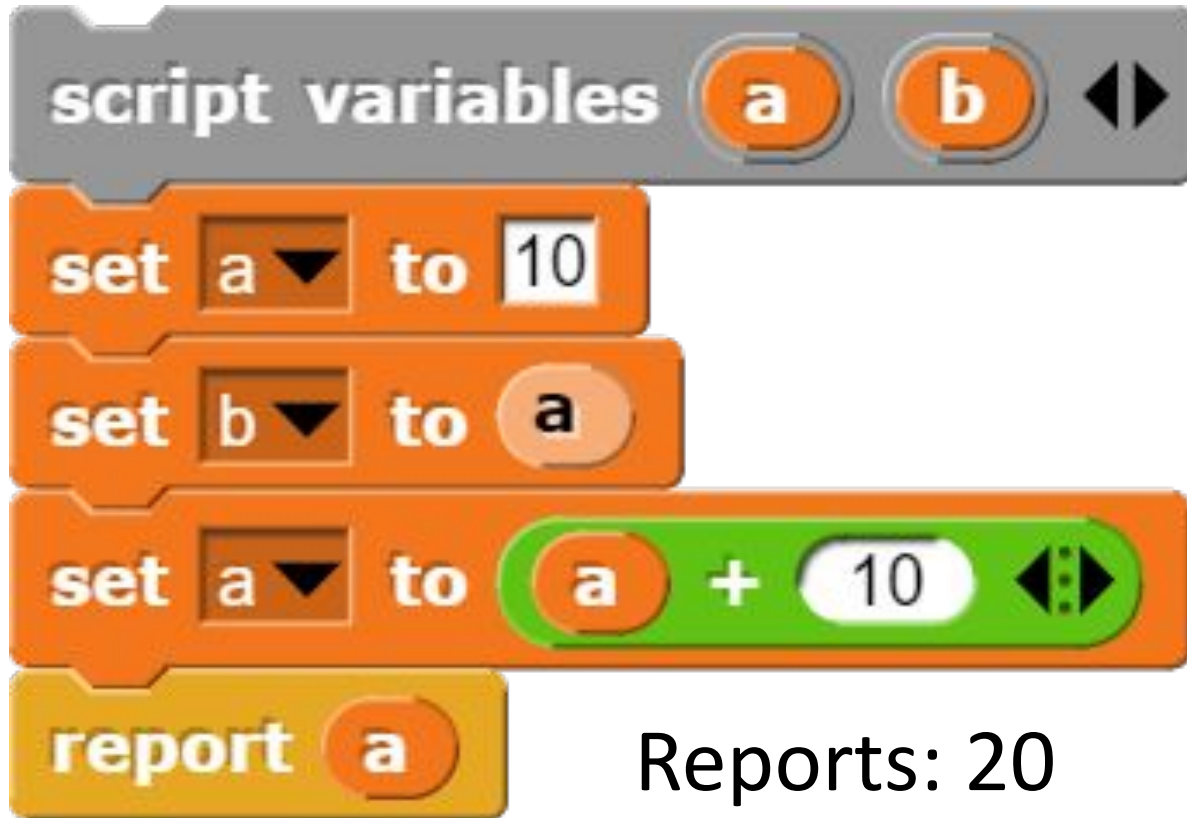 script variables a b
set a to 10
set b to a
set a to a + 10
report a
Reports: 20